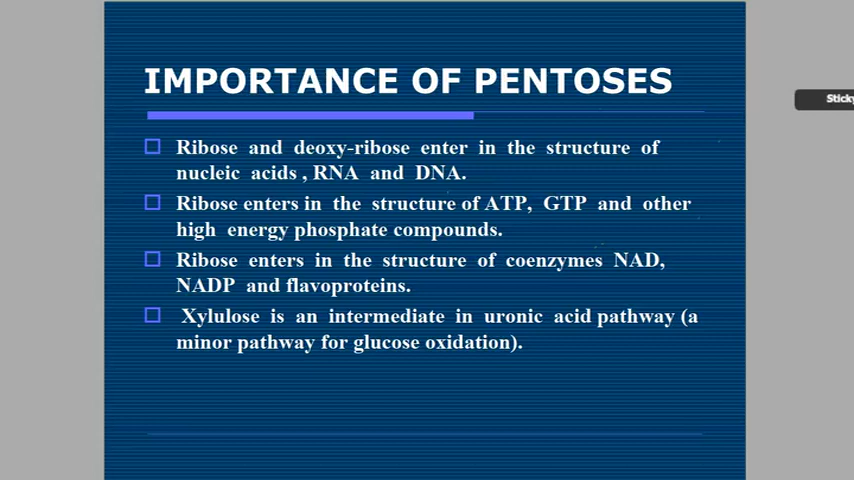 IMPORTANCE OF PENTOSES
Sticky
Ribose and deoxy-ribose enter in the structure of
nucleic acids , RNA and DNA.
Ribose enters in the structure of ATP, GTP and other
high energy phosphate compounds.
Ribose enters in the structure of coenzymes NAD,
NADP and flavoproteins.
Xylulose is an intermediate in uronic acid pathway (a
minor pathway for glucose oxidation).